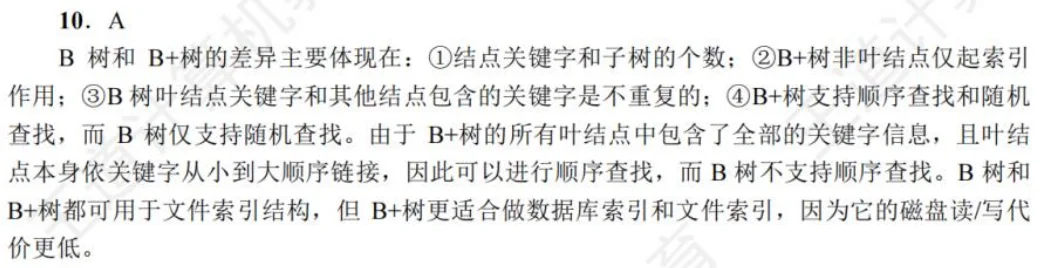 10. A
B 树和 B+树的差异主要体现在：①结点关键字和子树的个数；②B+树非叶结点仅起索引
作用；③B 树叶结点关键字和其他结点包含的关键字是不重复的；④B+树支持顺序查找和随机
查找，而 B 树仅支持随机查找。由于 B+树的所有叶结点中包含了全部的关键字信息，且叶结
点本身依关键字从小到大顺序链接，因此可以进行顺序查找，而 B 树不支持顺序查找。B 树和
B+树都可用于文件索引结构，但 B+树更适合做数据库索引和文件索引，因为它的磁盘读/写代
价更低。